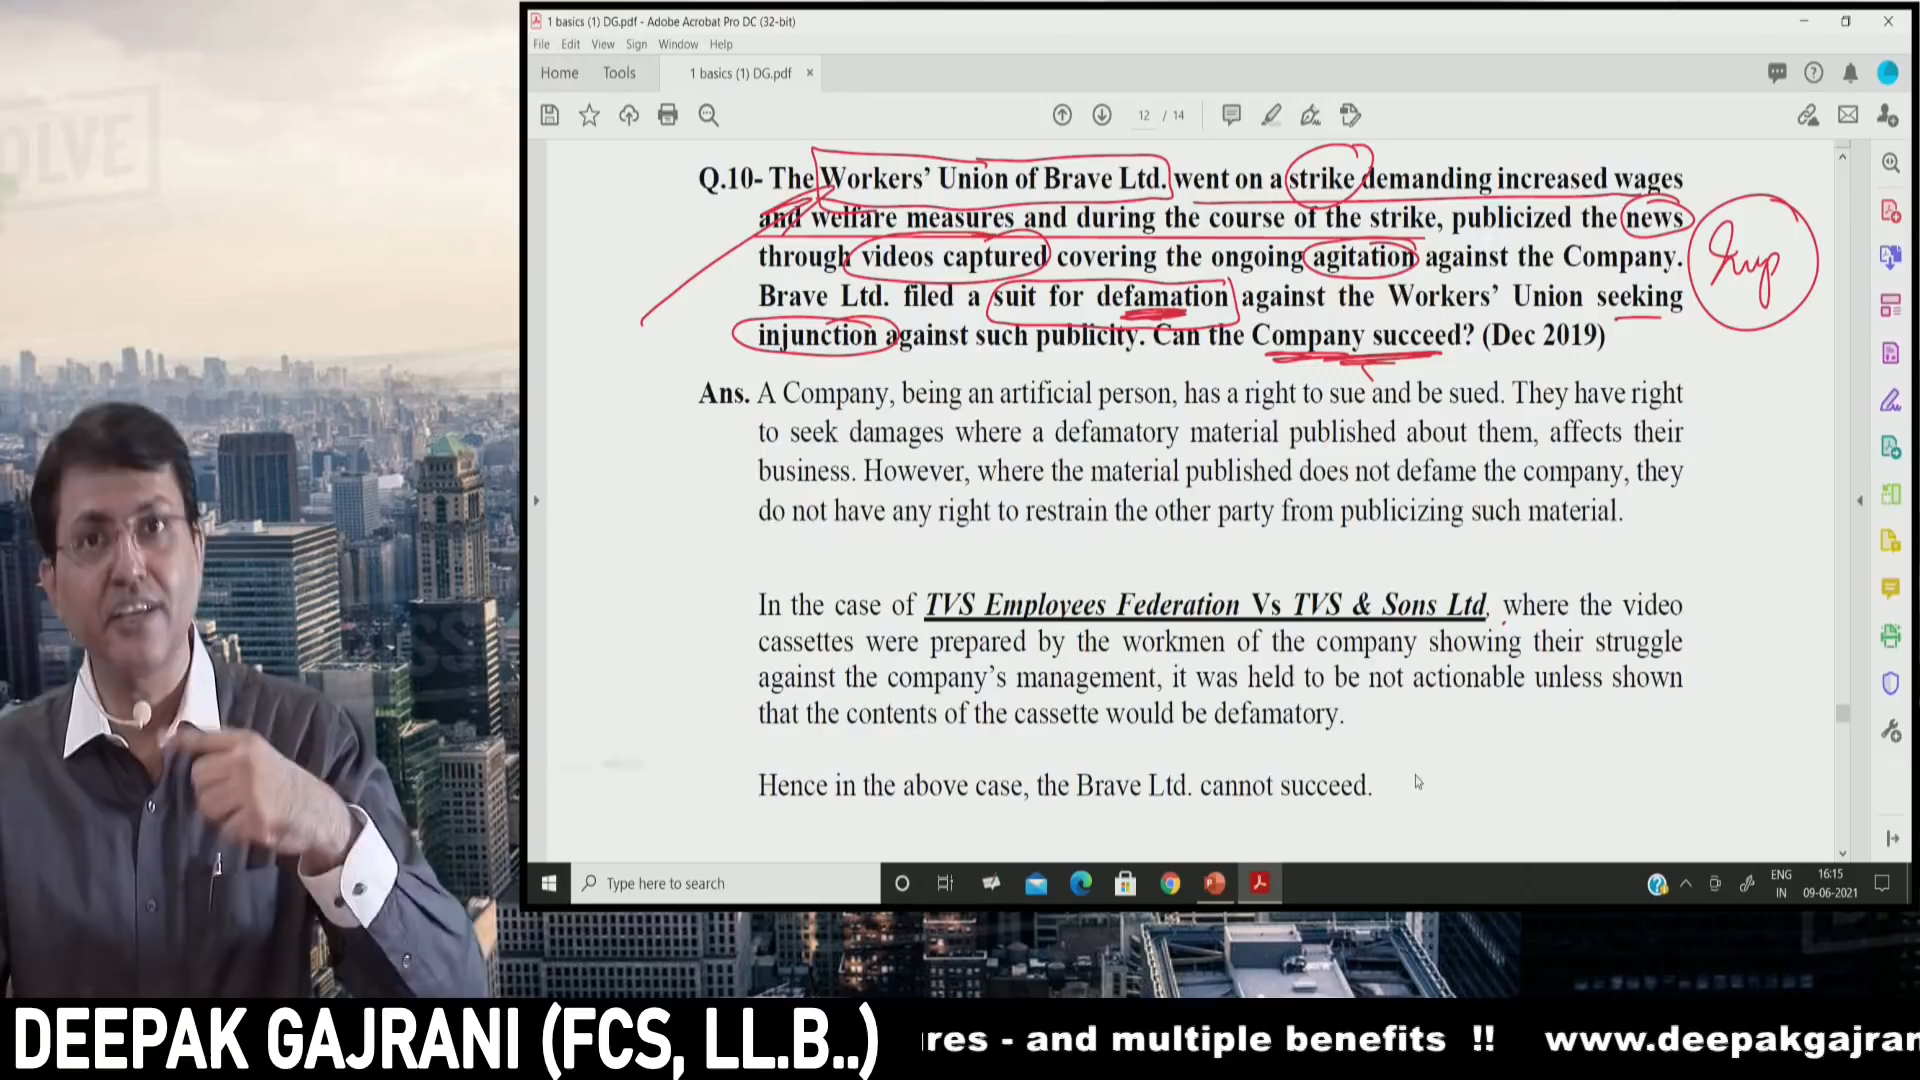 1 basics (1) DG.pdf - Adobe Acrobat Pro DC (32-bit)
File Edit View Sign Window Help
Home Tools 1 basics (1) DG.pdf ×
12 / 14
OLVE
Q.10- The Workers’ Union of Brave Ltd. went on a strike demanding increased wages
and welfare measures and during the course of the strike, publicized the news
through videos captured covering the ongoing agitation against the Company.
Brave Ltd. filed a suit for defamation against the Workers’ Union seeking
injunction against such publicity. Can the Company succeed? (Dec 2019)
Imp
Ans. A Company, being an artificial person, has a right to sue and be sued. They have right
to seek damages where a defamatory material published about them, affects their
business. However, where the material published does not defame the company, they
do not have any right to restrain the other party from publicizing such material.
In the case of TVS Employees Federation Vs TVS & Sons Ltd, where the video
cassettes were prepared by the workmen of the company showing their struggle
against the company’s management, it was held to be not actionable unless shown
that the contents of the cassette would be defamatory.
Hence in the above case, the Brave Ltd. cannot succeed.
Type here to search
ENG
IN
16:15
09-06-2021
DEEPAK GAJRANI (FCS, LL.B..)
res - and multiple benefits !! www.deepakgajran